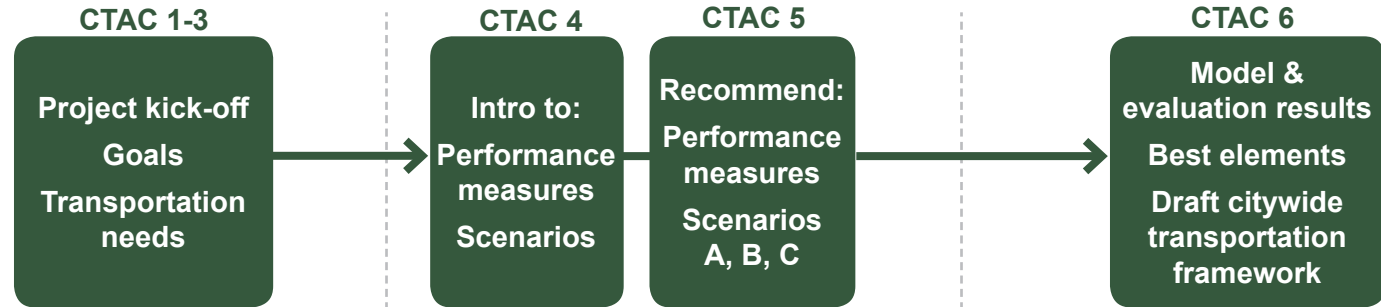 CTAC 1-3
Project kick-off
Goals
Transportation
needs
CTAC 4
Intro to:
Performance
measures
Scenarios
CTAC 5
Recommend:
Performance
measures
Scenarios
A, B, C
CTAC 6
Model &
evaluation results
Best elements
Draft citywide
transportation
framework